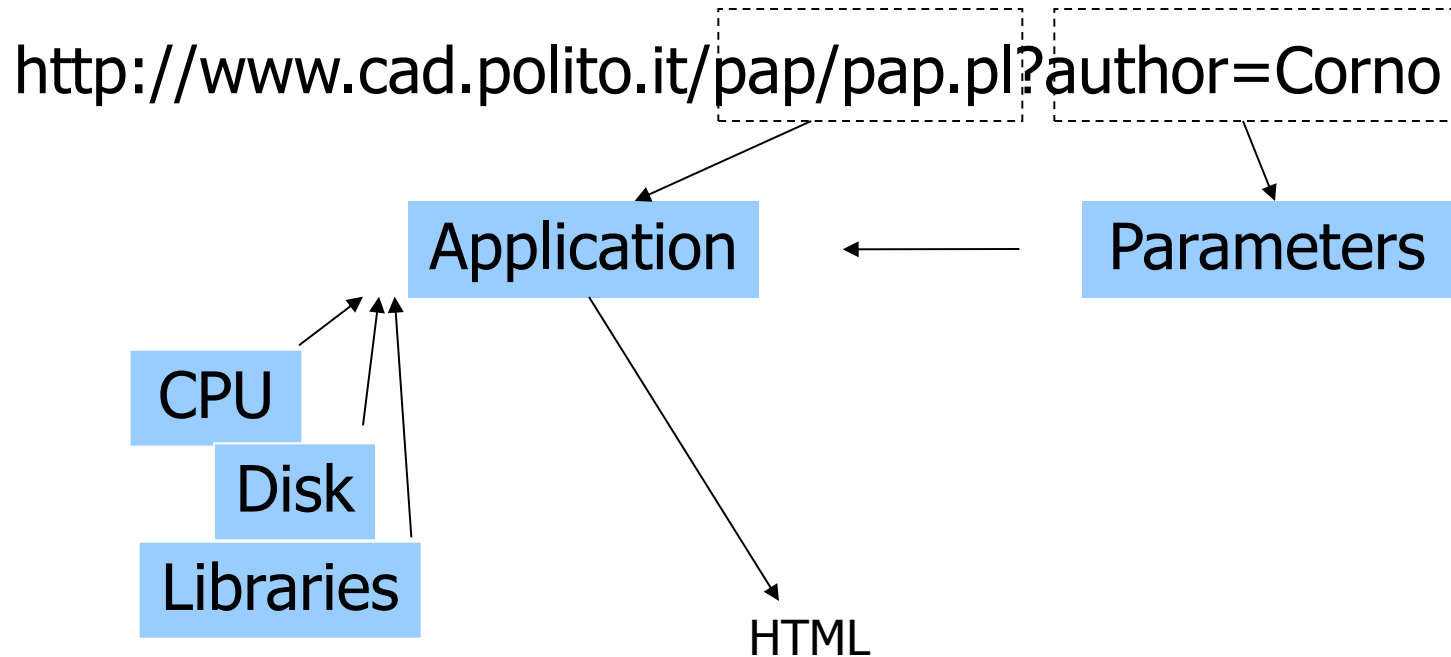 http://www.cad.polito.it/pap/pap.pl?author=Corno
Application
Parameters
CPU
Disk
Libraries
HTML